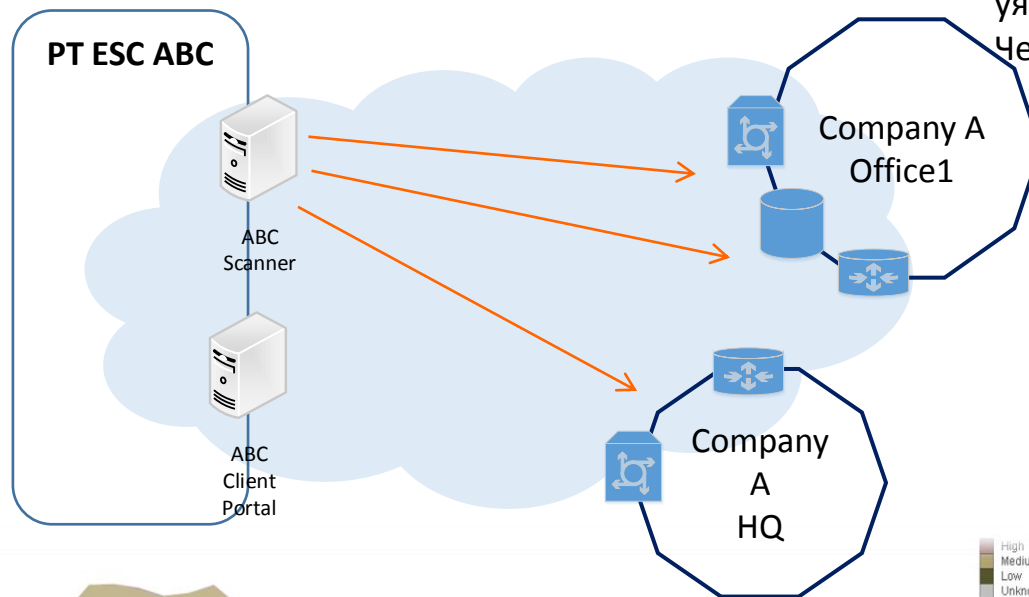 PT ESC ABC
Company A
Office1
ABC
Scanner
ABC
Client
Portal
Company
A
HQ
High
Low